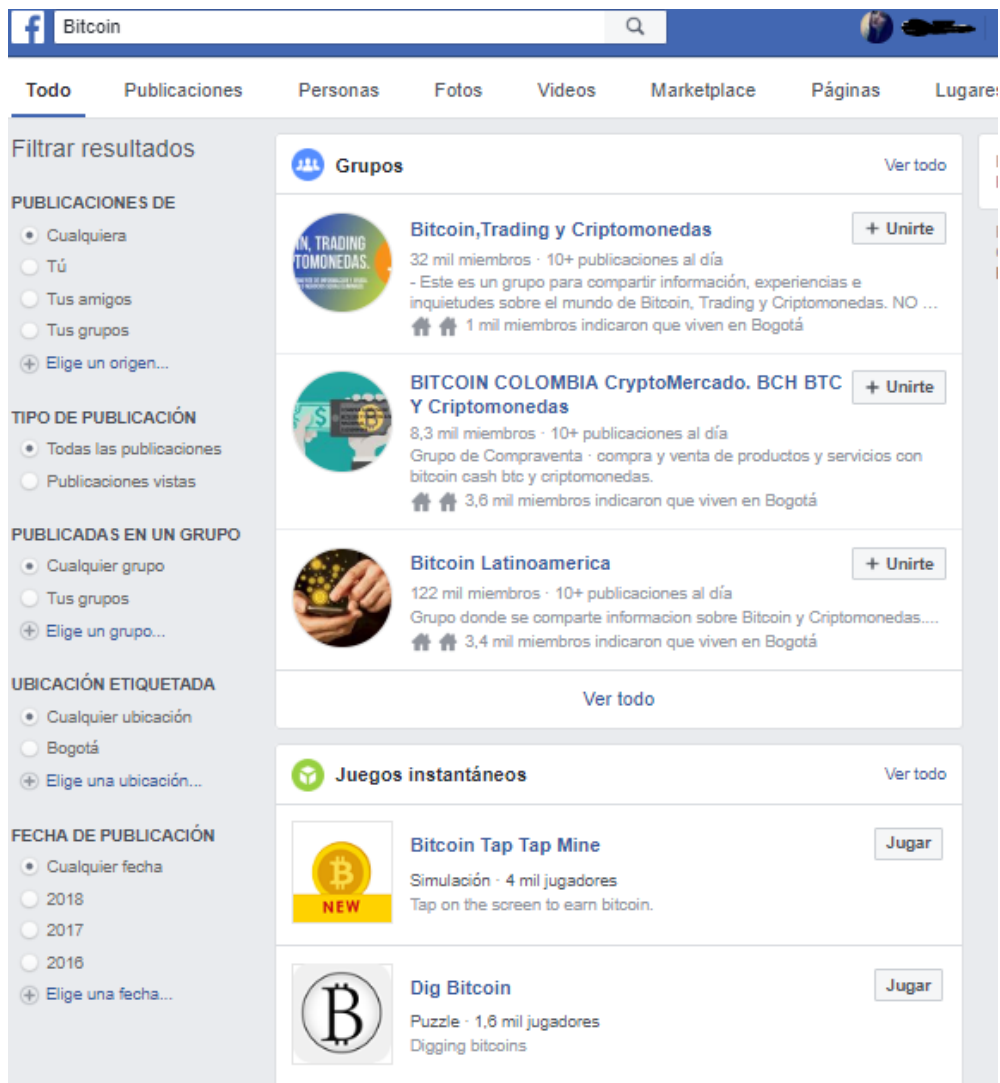 f
Bitcoin
Todo
Publicaciones
Personas
Fotos
Videos
Marketplace
Páginas
Lugares
Filtrar resultados
PUBLICACIONES DE
Cualquiera
Tú
Tus amigos
Tus grupos
Elige un origen...
TIPO DE PUBLICACIÓN
Todas las publicaciones
Publicaciones vistas
PUBLICADAS EN UN GRUPO
Cualquier grupo
Tus grupos
Elige un grupo...
UBICACIÓN ETIQUETADA
Cualquier ubicación
Bogotá
Elige una ubicación...
FECHA DE PUBLICACIÓN
Cualquier fecha
2018
2017
2016
Elige una fecha...
Grupos
Ver todo
IN, TRADING
TOMONEDAS.
Bitcoin,Trading y Criptomonedas
+ Unirte
32 mil miembros · 10+ publicaciones al día
- Este es un grupo para compartir información, experiencias e
inquietudes sobre el mundo de Bitcoin, Trading y Criptomonedas. NO ...
1 mil miembros indicaron que viven en Bogotá
BITCOIN COLOMBIA CryptoMercado. BCH BTC
Y Criptomonedas
+ Unirte
8,3 mil miembros · 10+ publicaciones al día
Grupo de Compraventa · compra y venta de productos y servicios con
bitcoin cash btc y criptomonedas.
3,6 mil miembros indicaron que viven en Bogotá
Bitcoin Latinoamerica
+ Unirte
122 mil miembros · 10+ publicaciones al día
Grupo donde se comparte informacion sobre Bitcoin y Criptomonedas....
3,4 mil miembros indicaron que viven en Bogotá
Ver todo
Juegos instantáneos
Ver todo
NEW
Bitcoin Tap Tap Mine
Jugar
Simulación · 4 mil jugadores
Tap on the screen to earn bitcoin.
Dig Bitcoin
Jugar
Puzzle · 1,6 mil jugadores
Digging bitcoins